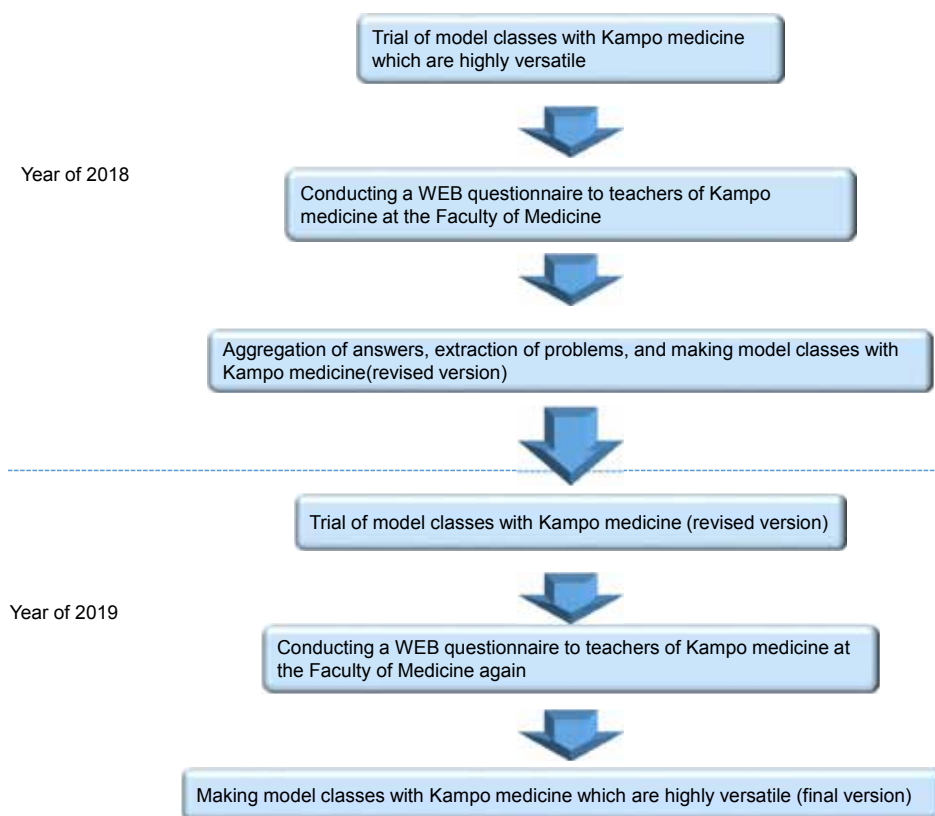 Trial of model classes with Kampo medicine
which are highly versatile
Year of 2018
Conducting a WEB questionnaire to teachers of Kampo
medicine at the Faculty of Medicine
Aggregation of answers, extraction of problems, and making model classes with
Kampo medicine(revised version)
Trial of model classes with Kampo medicine (revised version)
Year of 2019
Conducting a WEB questionnaire to teachers of Kampo medicine at
the Faculty of Medicine again
Making model classes with Kampo medicine which are highly versatile (final version)